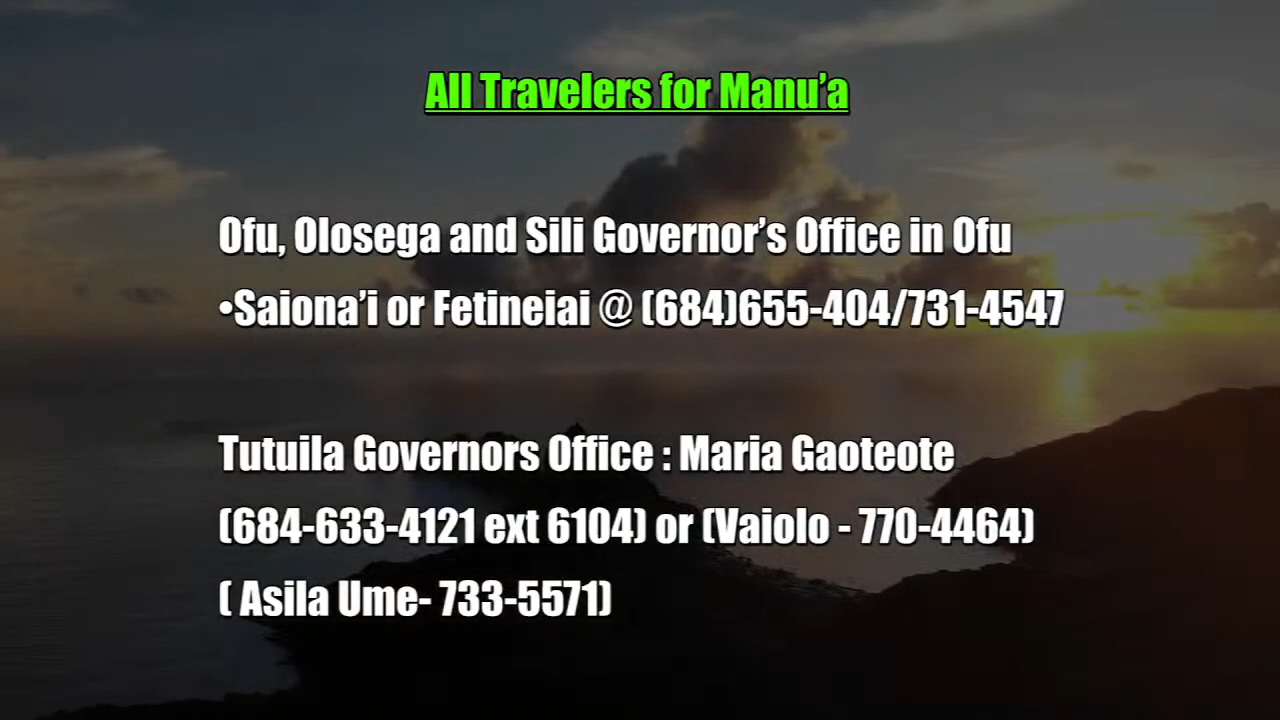 All Travelers for Manu’a
Ofu, Olosega and Sili Governor’s Office in Ofu
•Saiona’i or Fetineiai @ (684)655-404/731-4547
Tutuila Governors Office : Maria Gaoteote
(684-633-4121 ext 6104) or (Vaiolo - 770-4464)
( Asila Ume- 733-5571)